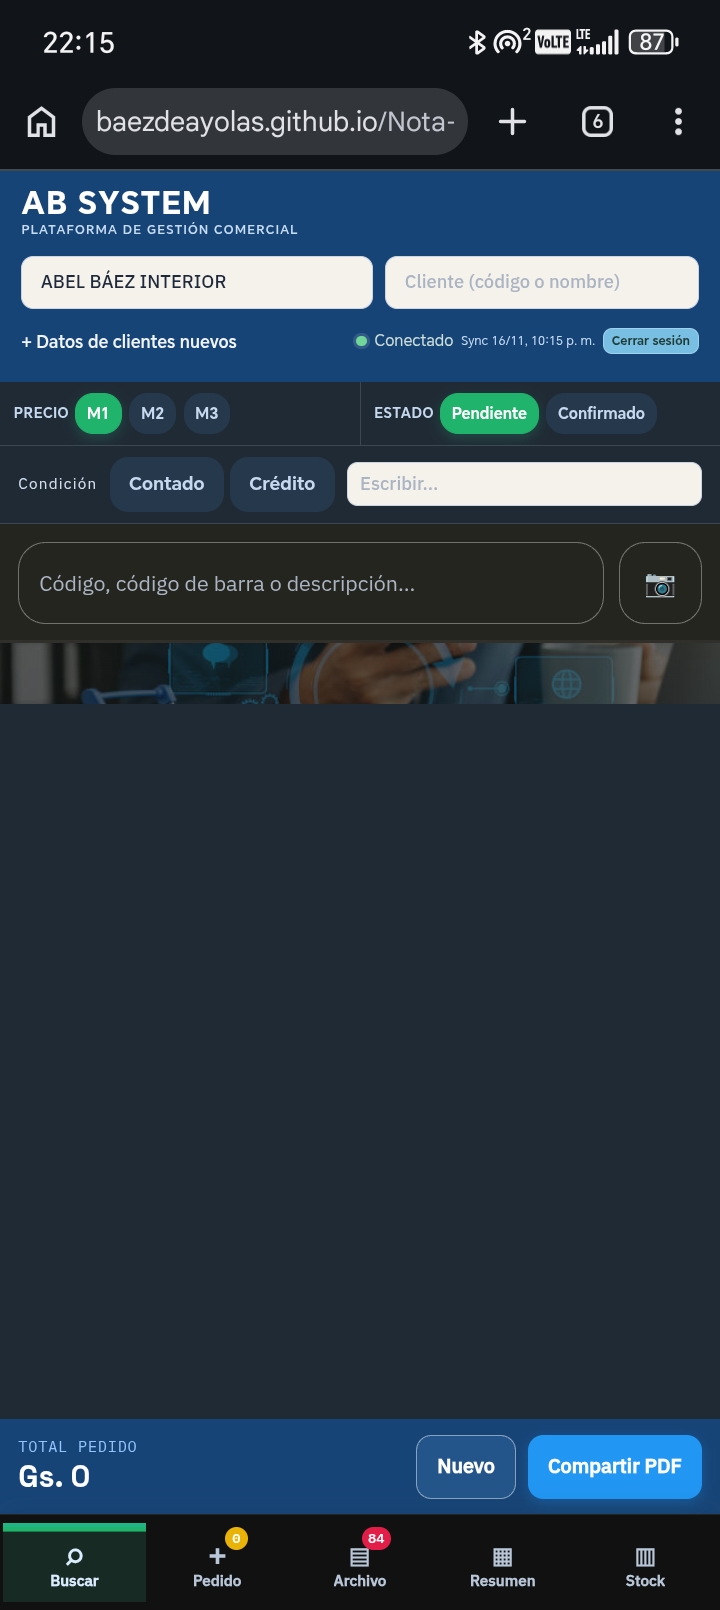 22:15
2 VoLTE LTE 87
baezdeayolas.github.io/Nota-
6
AB SYSTEM
PLATAFORMA DE GESTIÓN COMERCIAL
ABEL BÁEZ INTERIOR
Cliente (código o nombre)
+ Datos de clientes nuevos
Conectado Sync 16/11, 10:15 p. m. Cerrar sesión
PRECIO M1 M2 M3
ESTADO Pendiente Confirmado
Condición Contado Crédito Escribir...
Código, código de barra o descripción...
TOTAL PEDIDO
Gs. 0
Nuevo
Compartir PDF
0
84
Buscar
Pedido
Archivo
Resumen
Stock